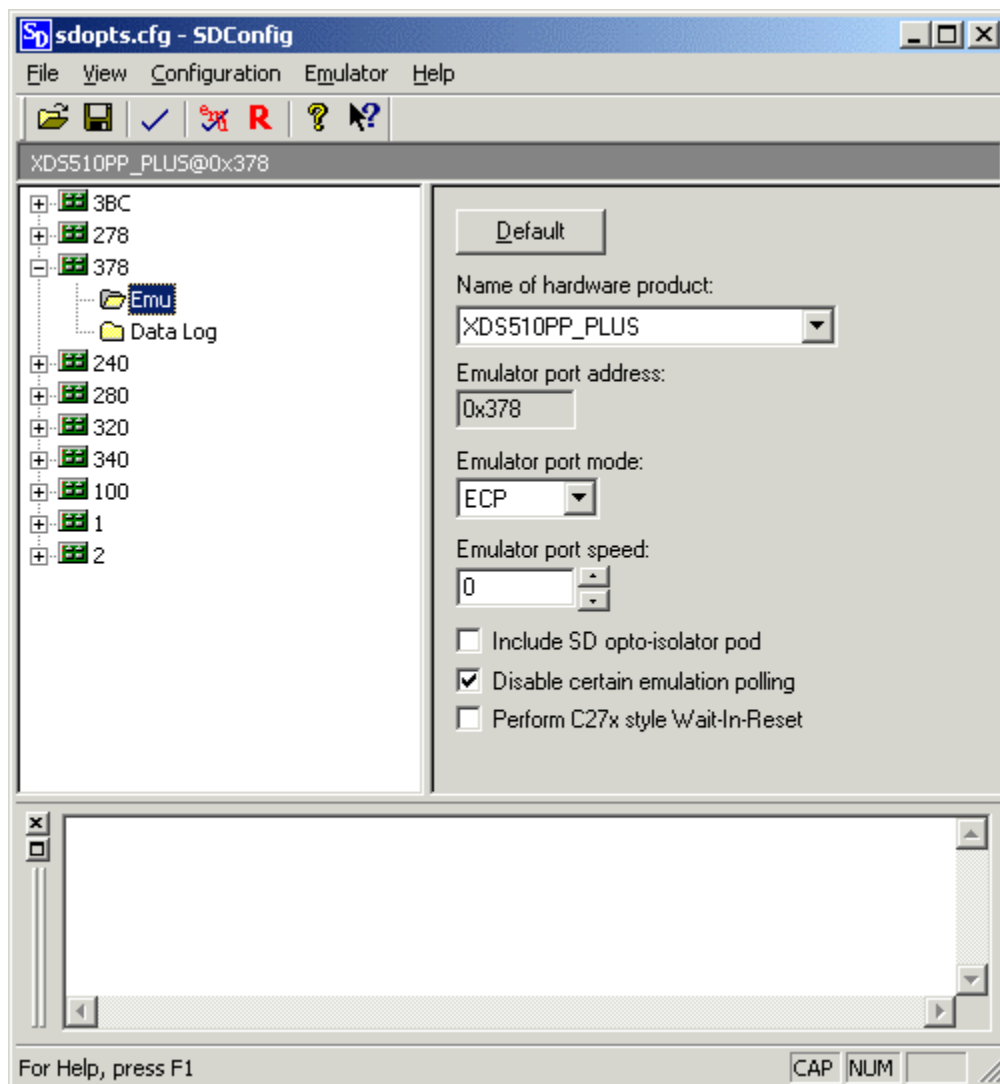 SD sdopts.cfg - SDConfig
File View Configuration Emulator Help
emu R ? ?
XDS510PP_PLUS@0x378
3BC
278
378
Emu
Data Log
240
280
320
340
100
1
2
Default
Name of hardware product:
XDS510PP_PLUS
Emulator port address:
0x378
Emulator port mode:
ECP
Emulator port speed:
0
Include SD opto-isolator pod
Disable certain emulation polling
Perform C27x style Wait-In-Reset
For Help, press F1
CAP NUM